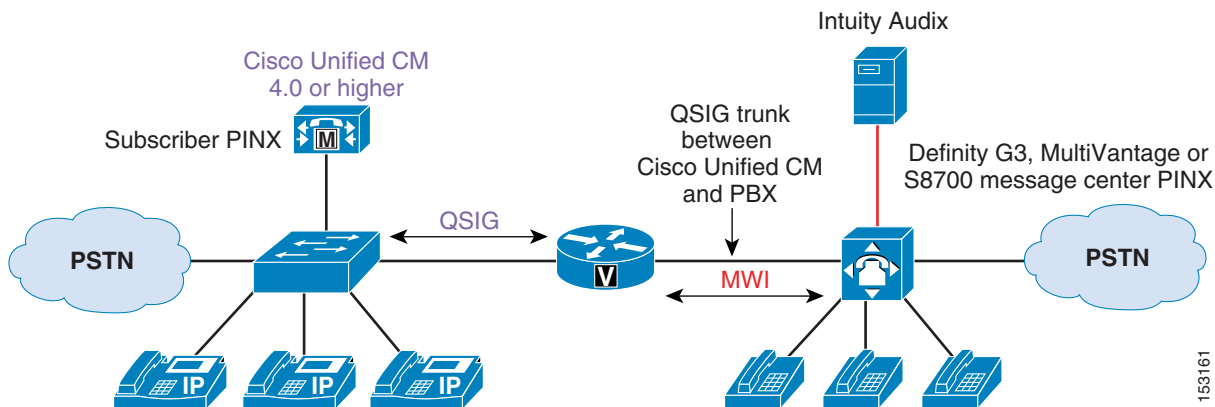 Intuity Audix
Cisco Unified CM
4.0 or higher
Subscriber PINX
M
QSIG trunk
between
Cisco Unified CM
and PBX
Definity G3, MultiVantage or
S8700 message center PINX
PSTN
QSIG
V
MWI
PSTN
IP
IP
IP
153161